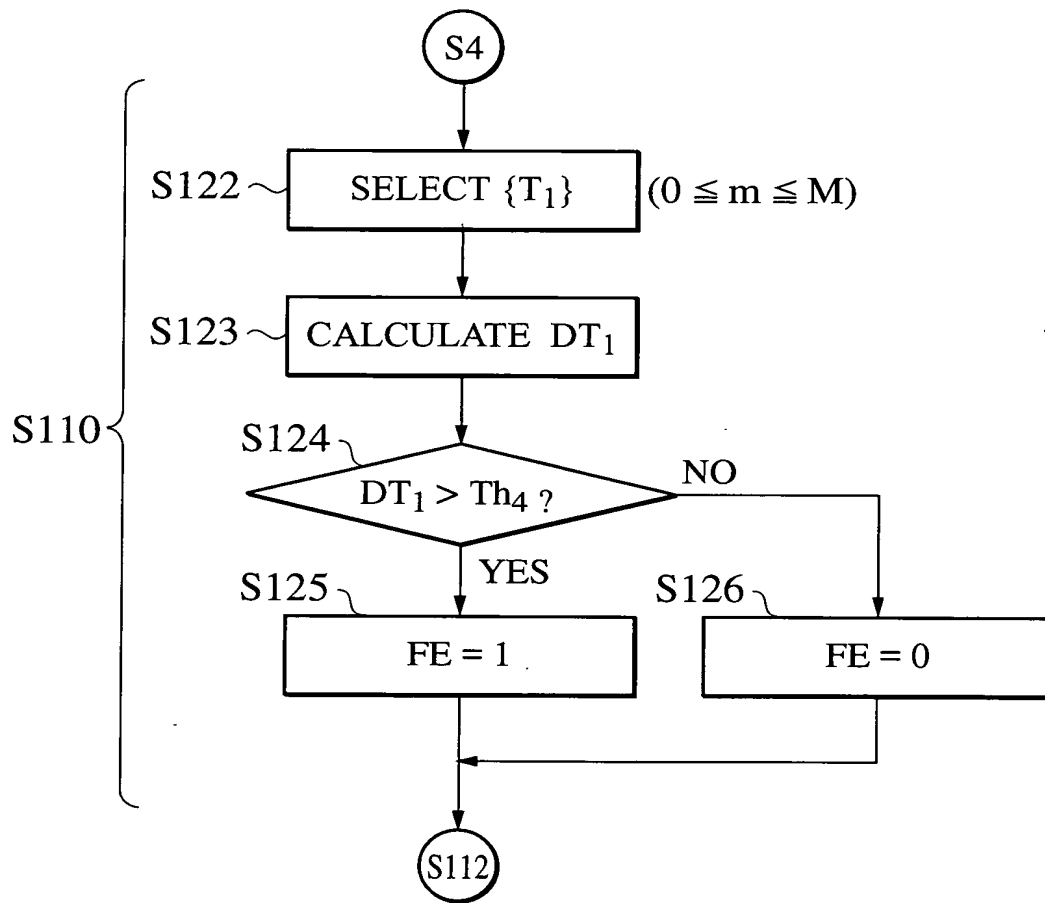 S4
S122
SELECT {T₁}
(0 ≦ m ≦ M)
S123
CALCULATE DT₁
S110
S124
DT₁ > Th₄ ?
NO
YES
S125
S126
FE = 1
FE = 0
S112